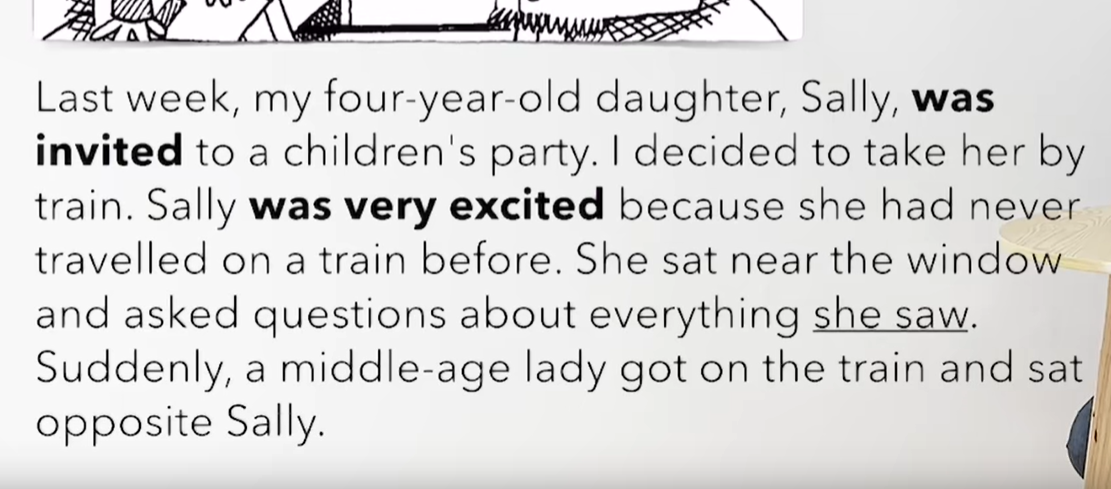 Last week, my four-year-old daughter, Sally, was
invited to a children's party. I decided to take her by
train. Sally was very excited because she had never
travelled on a train before. She sat near the window
and asked questions about everything she saw.
Suddenly, a middle-age lady got on the train and sat
opposite Sally.